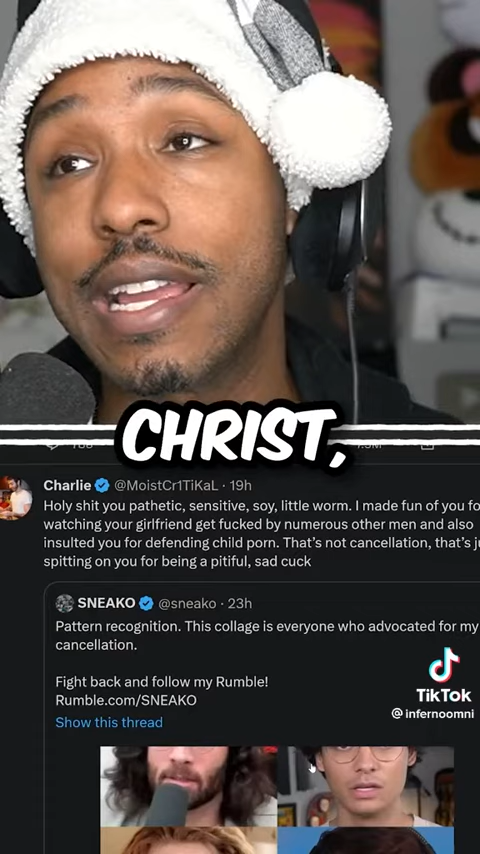 CHRIST,
Charlie @MoistCr1TiKaL · 19h
Holy shit you pathetic, sensitive, soy, little worm. I made fun of you fo
watching your girlfriend get fucked by numerous other men and also
insulted you for defending child porn. That's not cancellation, that's ju
spitting on you for being a pitiful, sad cuck
SNEAKO @sneako · 23h
Pattern recognition. This collage is everyone who advocated for my
cancellation.
Fight back and follow my Rumble!
Rumble.com/SNEAKO
Show this thread
TikTok
@infernoomni